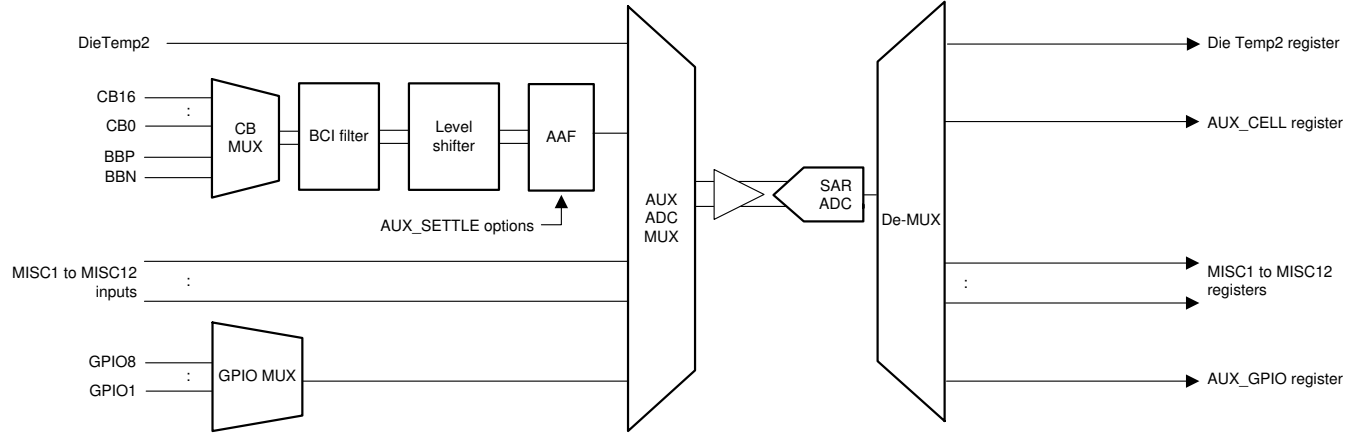 DieTemp2
CB16
:
CB0
BBP
BBN
CB
MUX
BCI filter
Level
shifter
AAF
AUX_SETTLE options
MISC1 to MISC12
inputs
:
GPIO8
:
GPIO1
GPIO MUX
AUX
ADC
MUX
SAR
ADC
De-MUX
Die Temp2 register
AUX_CELL register
:
MISC1 to MISC12
registers
AUX_GPIO register